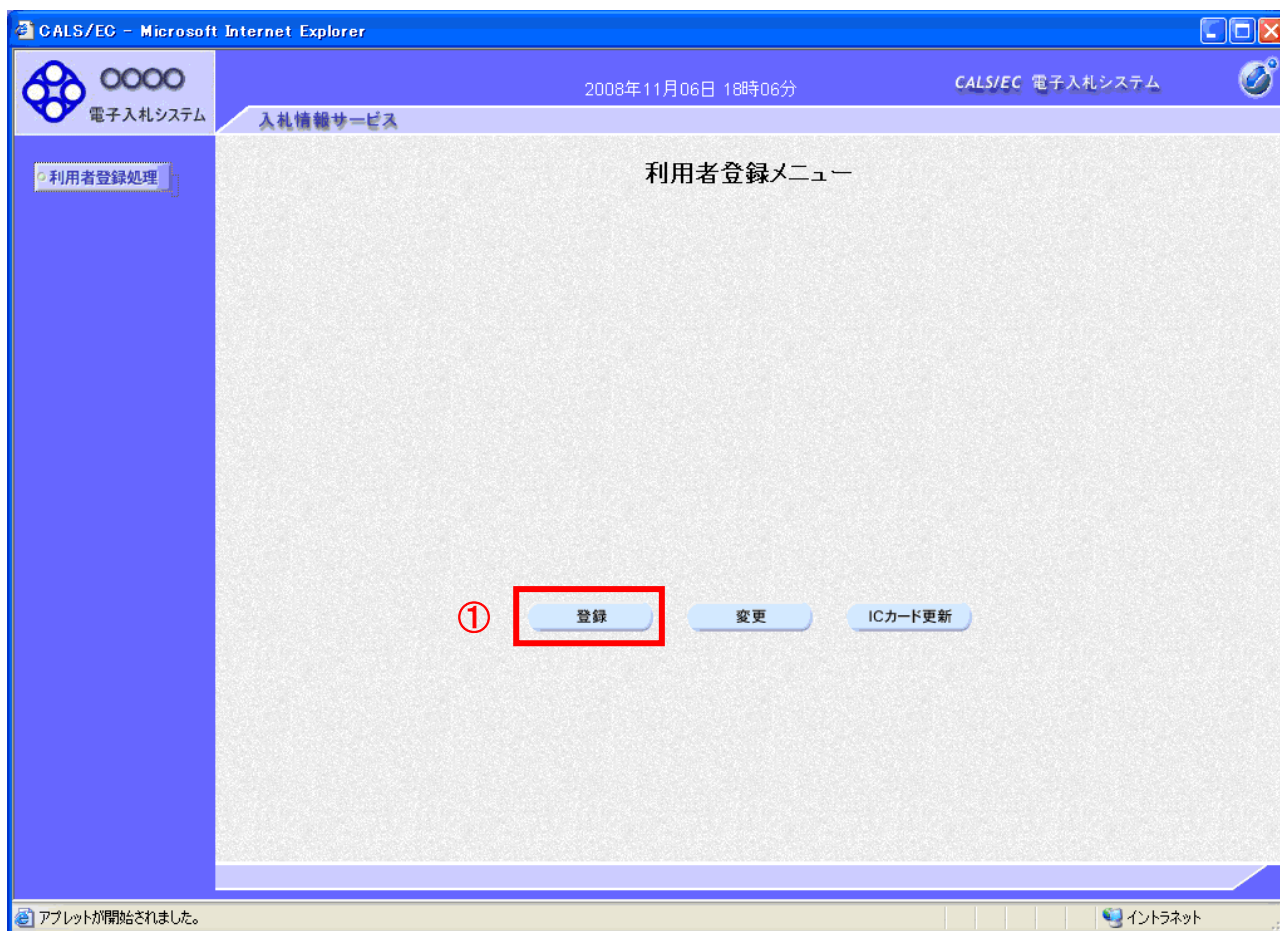 CALS/EC - Microsoft Internet Explorer
○○○○
電子入札システム
2008年11月06日 18時06分
CALS/EC 電子入札システム
入札情報サービス
利用者登録処理
利用者登録メニュー
① 登録 変更 ICカード更新
アプレットが開始されました。
イントラネット